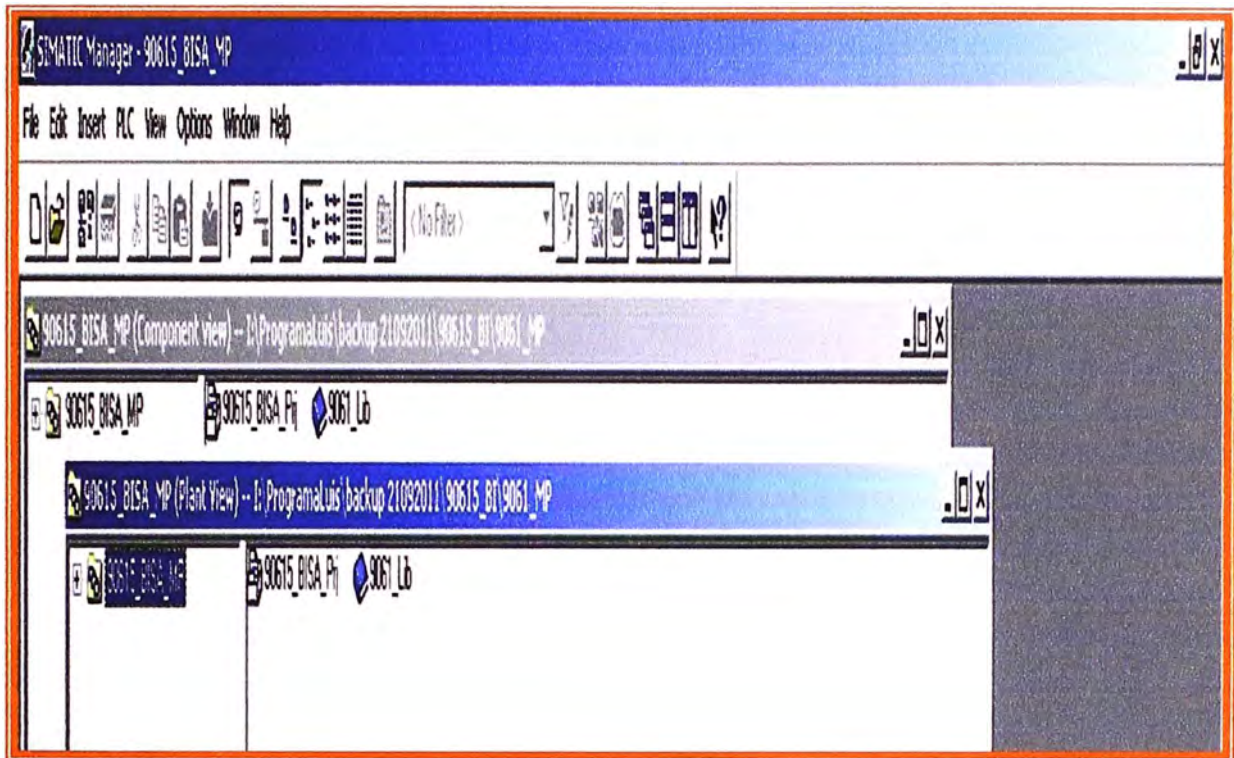 SIMATIC Manager - 90615_BISA_MP
File Edit Insert PLC View Options Window Help
< No Filter >
90615_BISA_MP (Component view) -- I:\ProgramaLuis\backup 21092011\90615_BI\9061_MP
90615_BISA_MP
90615_BISA_Prj
9061_Lib
90615_BISA_MP (Plant View) -- I:\ProgramaLuis\backup 21092011\90615_BI\9061_MP
90615_BISA_MP
90615_BISA_Prj
9061_Lib